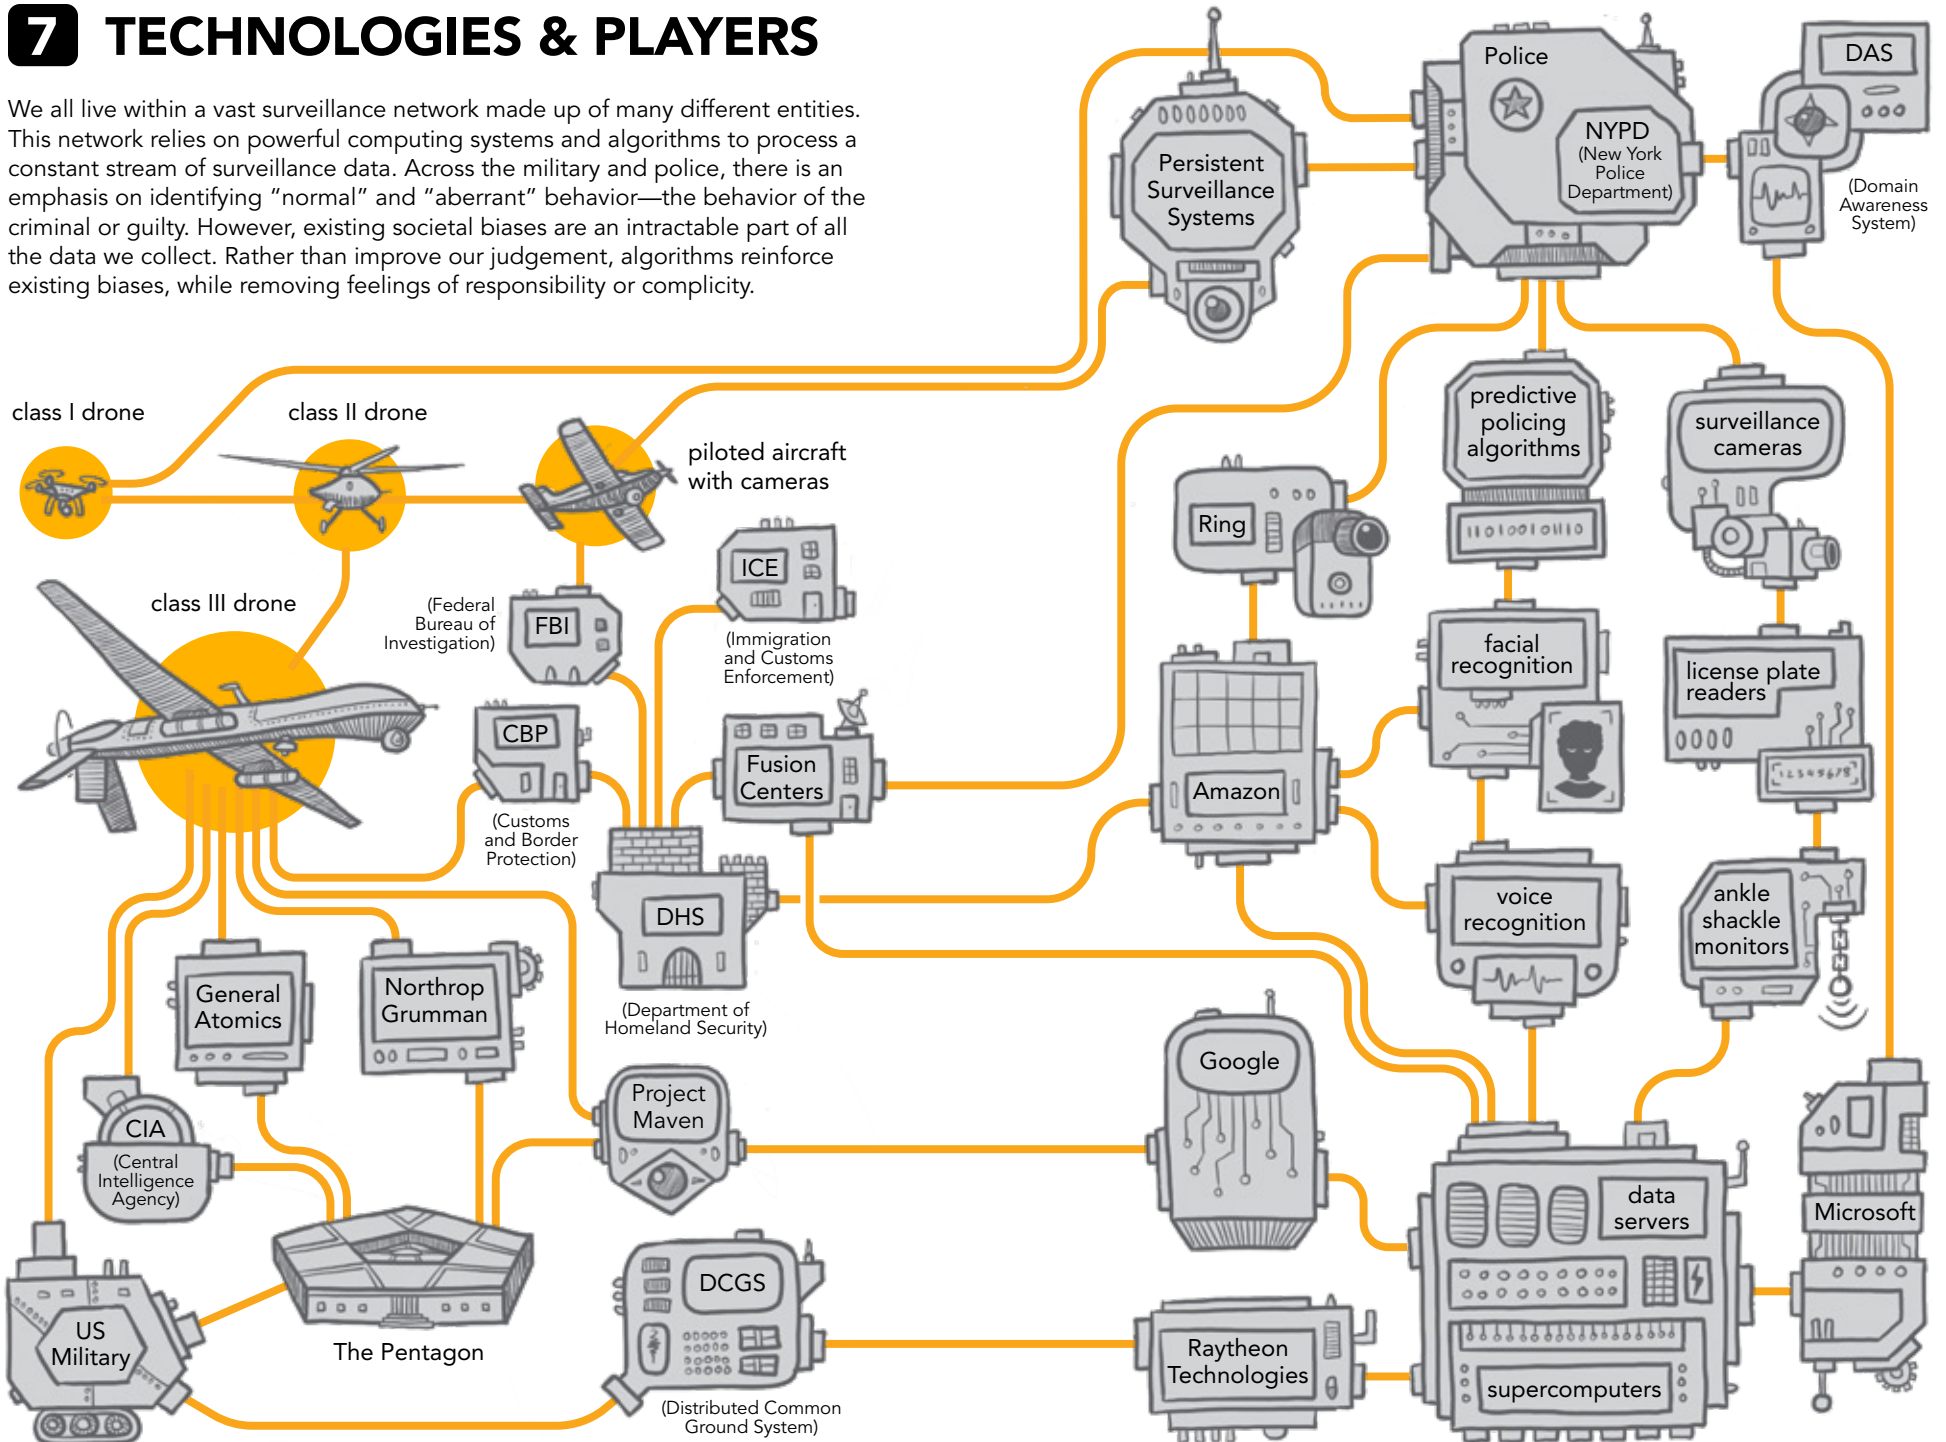 7 TECHNOLOGIES & PLAYERS
We all live within a vast surveillance network made up of many different entities.
This network relies on powerful computing systems and algorithms to process a
constant stream of surveillance data. Across the military and police, there is an
emphasis on identifying “normal” and “aberrant” behavior—the behavior of the
criminal or guilty. However, existing societal biases are an intractable part of all
the data we collect. Rather than improve our judgement, algorithms reinforce
existing biases, while removing feelings of responsibility or complicity.
Persistent
Surveillance
Systems
Police
NYPD
(New York
Police
Department)
DAS
(Domain
Awareness
System)
class I drone
class II drone
piloted aircraft
with cameras
class III drone
(Federal
Bureau of
Investigation)
FBI
ICE
(Immigration
and Customs
Enforcement)
CBP
(Customs
and Border
Protection)
Fusion
Centers
DHS
(Department of
Homeland Security)
Ring
predictive
policing
algorithms
11010010110
surveillance
cameras
facial
recognition
license plate
readers
12345678
Amazon
voice
recognition
ankle
shackle
monitors
General
Atomics
Northrop
Grumman
CIA
(Central
Intelligence
Agency)
Project
Maven
Google
data
servers
Microsoft
US
Military
The Pentagon
DCGS
(Distributed Common
Ground System)
Raytheon
Technologies
supercomputers